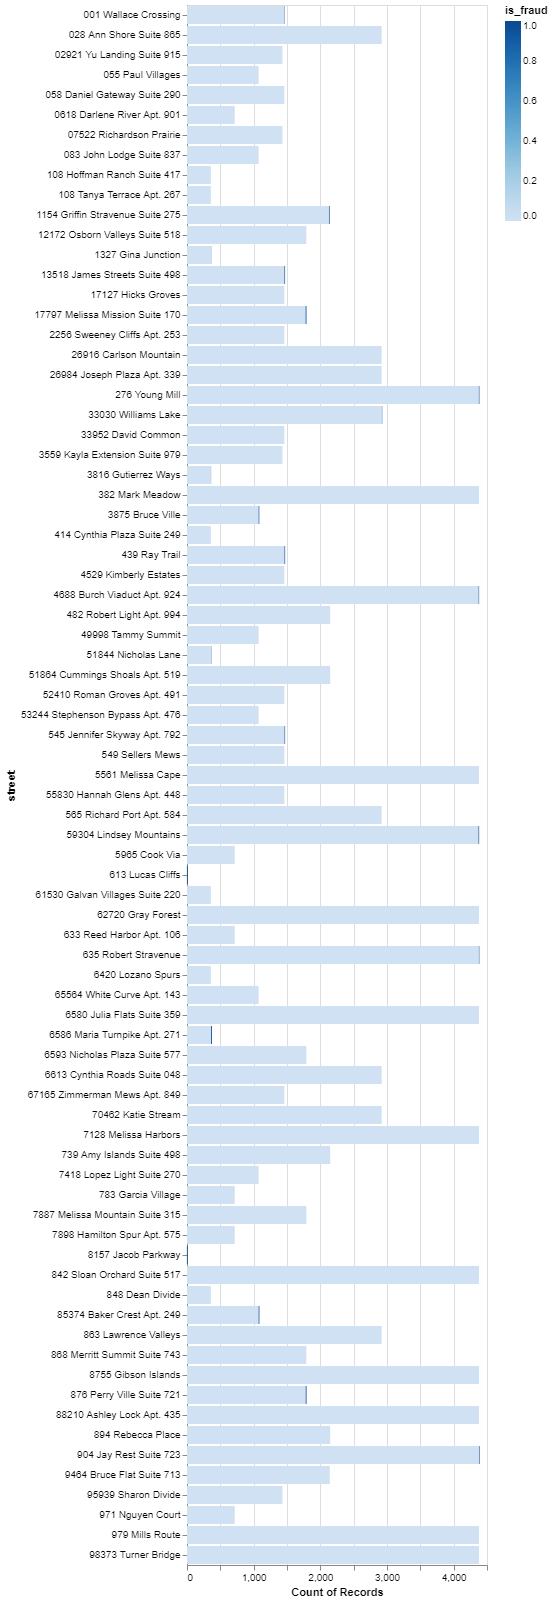 is_fraud
1.0
0.8
0.6
0.4
0.2
0.0
street
001 Wallace Crossing
028 Ann Shore Suite 865
02921 Yu Landing Suite 915
055 Paul Villages
058 Daniel Gateway Suite 290
0618 Darlene River Apt. 901
07522 Richardson Prairie
083 John Lodge Suite 837
108 Hoffman Ranch Suite 417
108 Tanya Terrace Apt. 267
1154 Griffin Stravenue Suite 275
12172 Osborn Valleys Suite 518
1327 Gina Junction
13518 James Streets Suite 498
17127 Hicks Groves
17797 Melissa Mission Suite 170
2256 Sweeney Cliffs Apt. 253
26916 Carlson Mountain
26984 Joseph Plaza Apt. 339
276 Young Mill
33030 Williams Lake
33952 David Common
3559 Kayla Extension Suite 979
3816 Gutierrez Ways
382 Mark Meadow
3875 Bruce Ville
414 Cynthia Plaza Suite 249
439 Ray Trail
4529 Kimberly Estates
4688 Burch Viaduct Apt. 924
482 Robert Light Apt. 994
49998 Tammy Summit
51844 Nicholas Lane
51864 Cummings Shoals Apt. 519
52410 Roman Groves Apt. 491
53244 Stephenson Bypass Apt. 476
545 Jennifer Skyway Apt. 792
549 Sellers Mews
5561 Melissa Cape
55830 Hannah Glens Apt. 448
565 Richard Port Apt. 584
59304 Lindsey Mountains
5965 Cook Via
613 Lucas Cliffs
61530 Galvan Villages Suite 220
62720 Gray Forest
633 Reed Harbor Apt. 106
635 Robert Stravenue
6420 Lozano Spurs
65564 White Curve Apt. 143
6580 Julia Flats Suite 359
6586 Maria Turnpike Apt. 271
6593 Nicholas Plaza Suite 577
6613 Cynthia Roads Suite 048
67165 Zimmerman Mews Apt. 849
70462 Katie Stream
7128 Melissa Harbors
739 Amy Islands Suite 498
7418 Lopez Light Suite 270
783 Garcia Village
7887 Melissa Mountain Suite 315
7898 Hamilton Spur Apt. 575
8157 Jacob Parkway
842 Sloan Orchard Suite 517
848 Dean Divide
85374 Baker Crest Apt. 249
863 Lawrence Valleys
868 Merritt Summit Suite 743
8755 Gibson Islands
876 Perry Ville Suite 721
88210 Ashley Lock Apt. 435
894 Rebecca Place
904 Jay Rest Suite 723
9464 Bruce Flat Suite 713
95939 Sharon Divide
971 Nguyen Court
979 Mills Route
98373 Turner Bridge
0 1,000 2,000 3,000 4,000
Count of Records